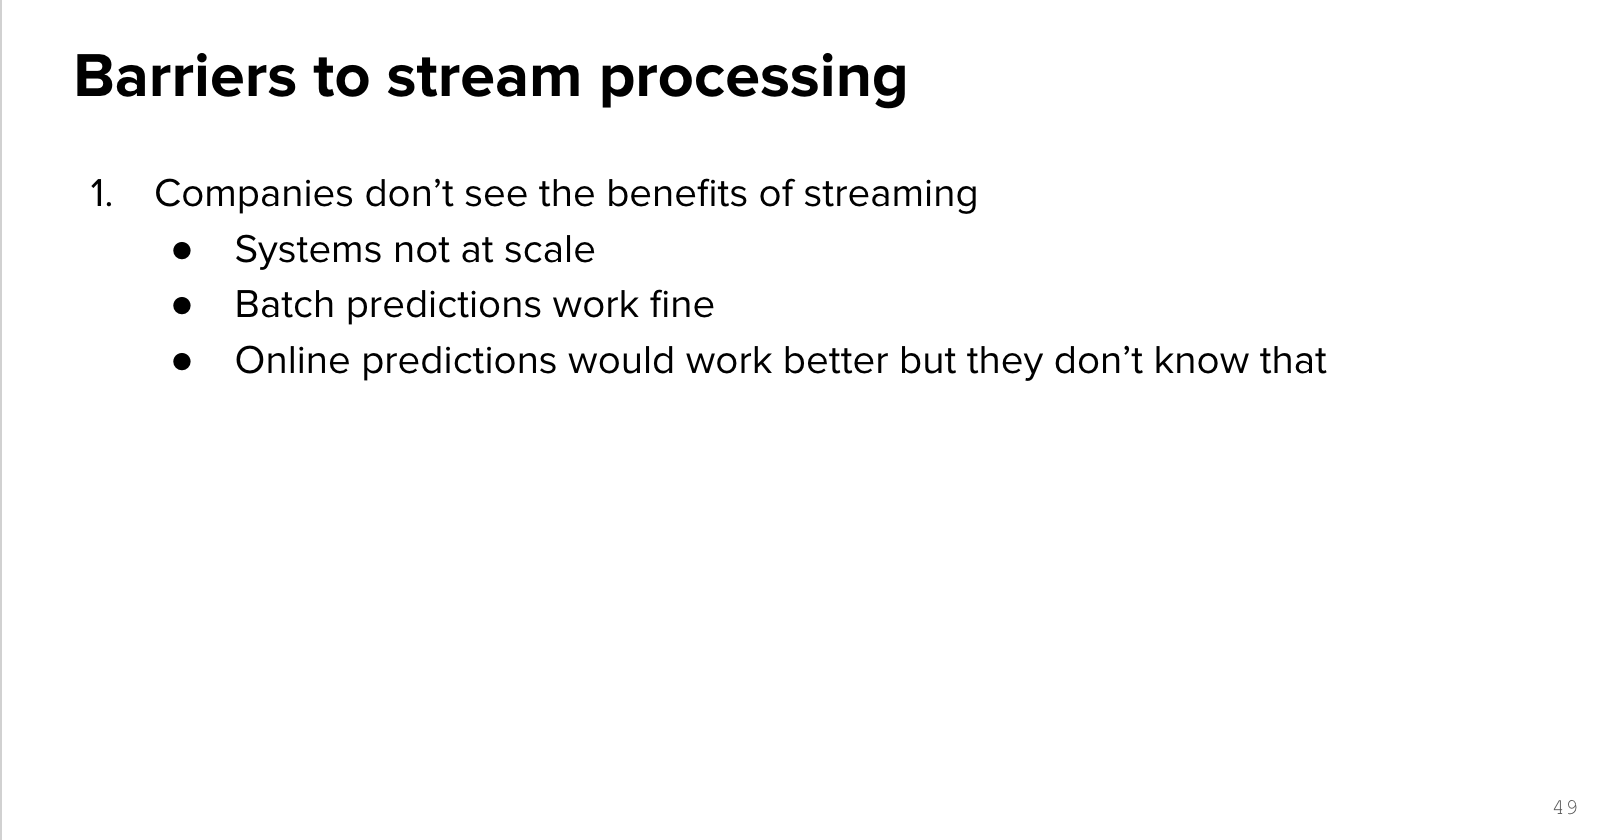 Barriers to stream processing
1. Companies don’t see the benefits of streaming
● Systems not at scale
● Batch predictions work fine
● Online predictions would work better but they don’t know that
49